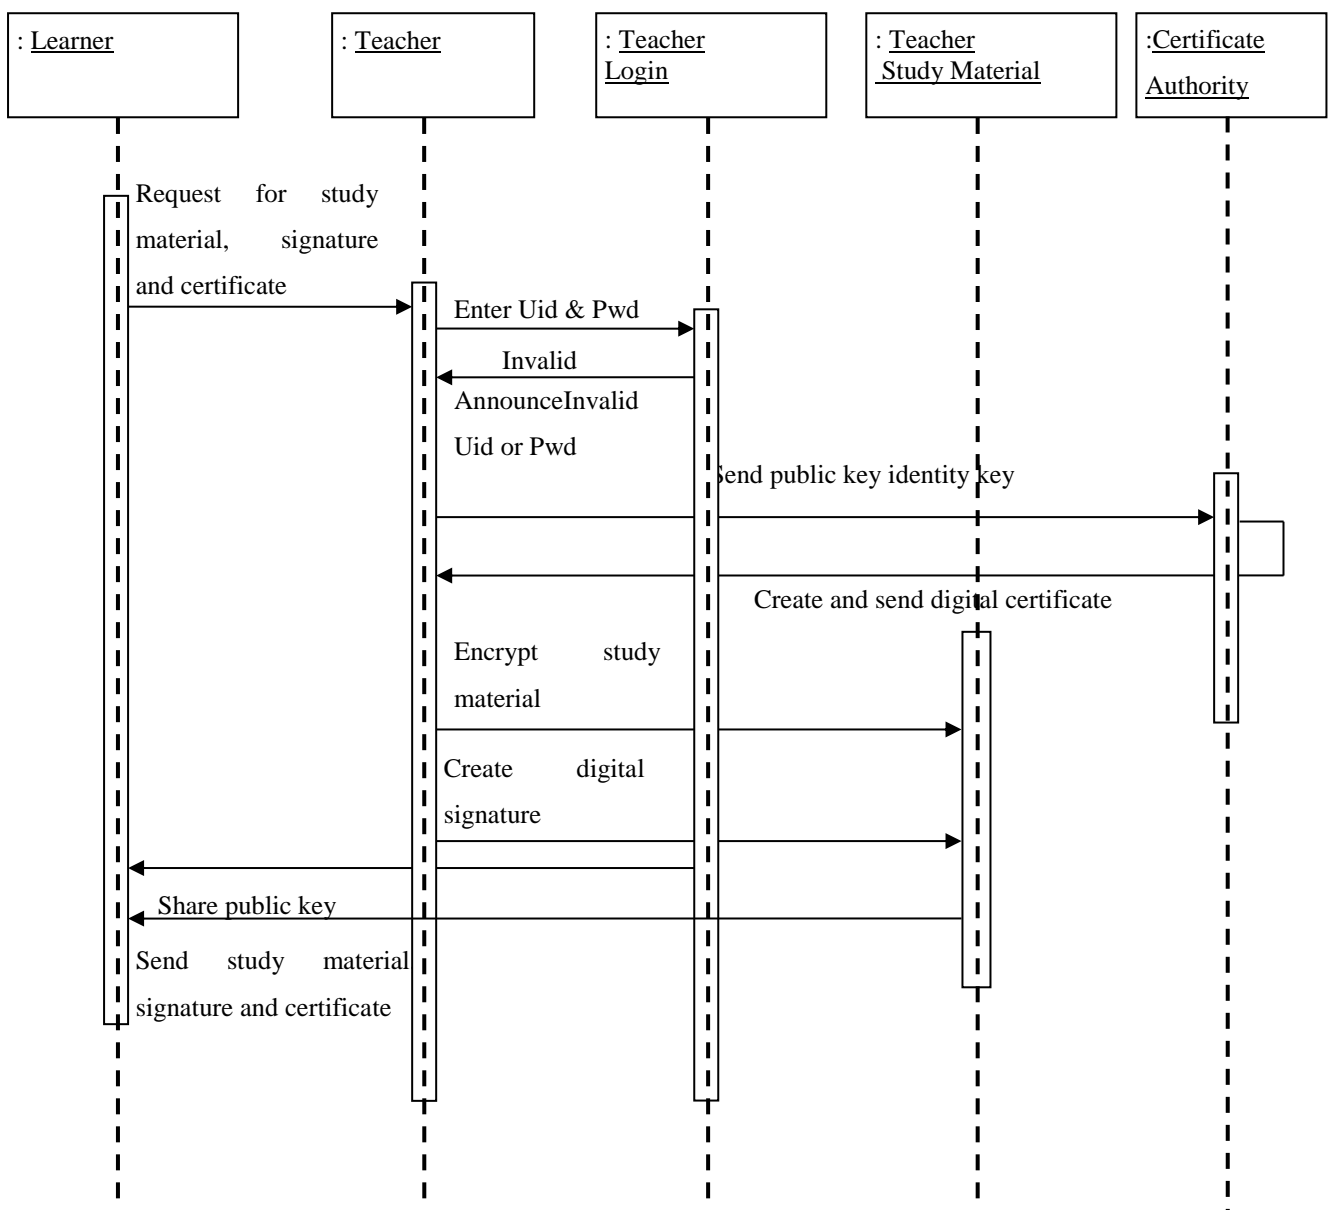 : Learner
: Teacher
: Teacher
Login
: Teacher
Study Material
:Certificate
Authority
Request for study
material, signature
and certificate
Enter Uid & Pwd
Invalid
AnnounceInvalid
Uid or Pwd
Send public key identity key
Create and send digital certificate
Encrypt study
material
Create digital
signature
Share public key
Send study material
signature and certificate